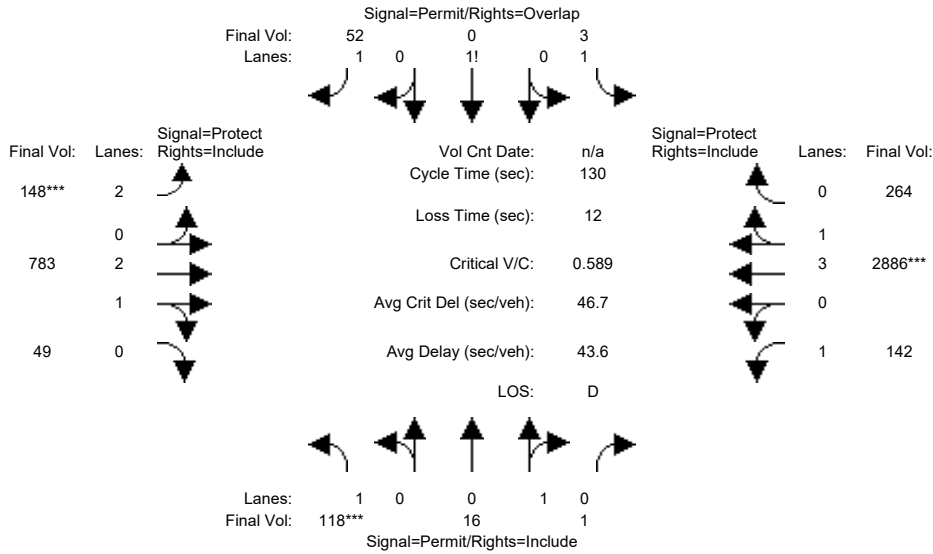 Signal=Permit/Rights=Overlap
Final Vol: 52 0 3
Lanes: 1 0 1! 0 1
Signal=Protect
Final Vol: Lanes: Rights=Include
Vol Cnt Date: n/a
Signal=Protect
Rights=Include Lanes: Final Vol:
Cycle Time (sec): 130
148*** 2
0 264
Loss Time (sec): 12
0
1
783 2
Critical V/C: 0.589
3 2886***
1
Avg Crit Del (sec/veh): 46.7
0
49 0
Avg Delay (sec/veh): 43.6
1 142
LOS: D
Lanes: 1 0 0 1 0
Final Vol: 118*** 16 1
Signal=Permit/Rights=Include